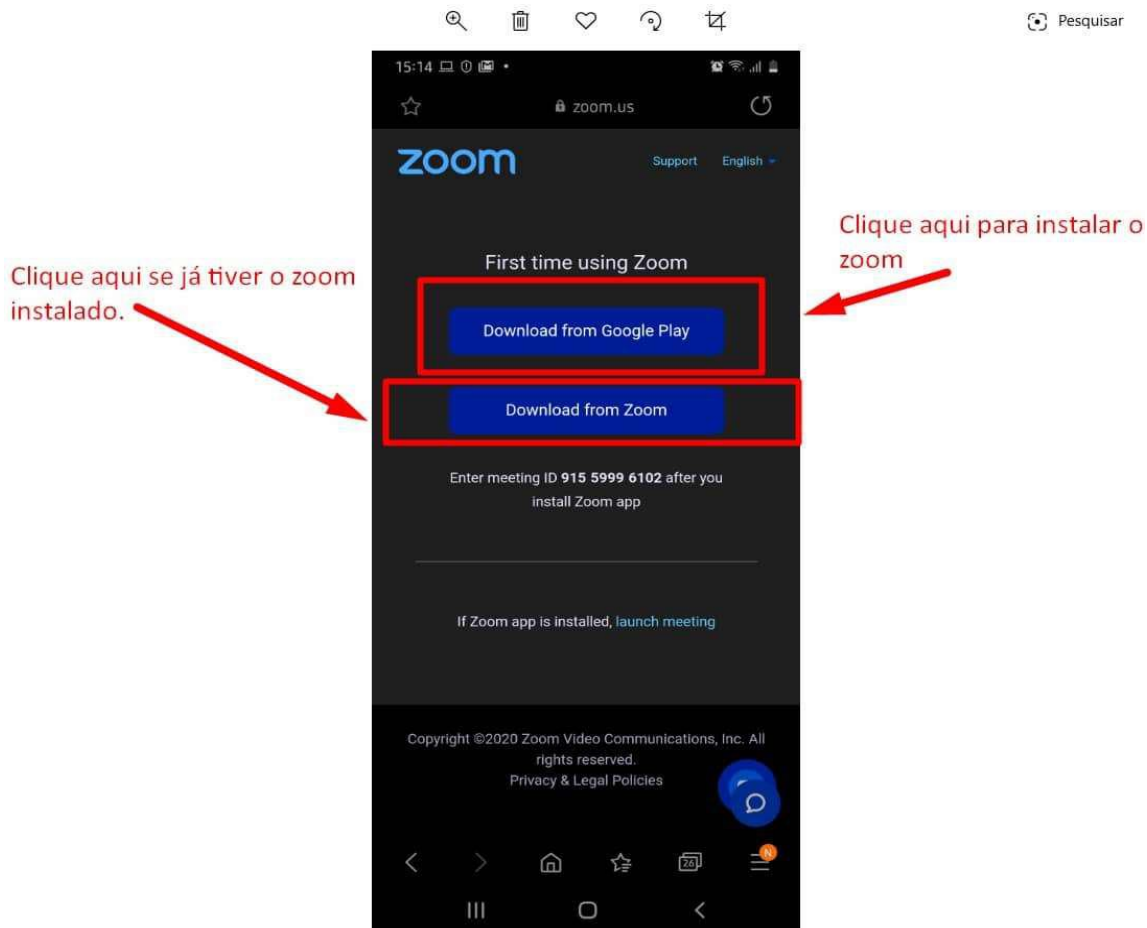 Pesquisar
15:14
zoom.us
zoom
Support English
Clique aqui para instalar o
zoom
First time using Zoom
Clique aqui se já tiver o zoom
instalado.
Download from Google Play
Download from Zoom
Enter meeting ID 915 5999 6102 after you
install Zoom app
If Zoom app is installed, launch meeting
Copyright ©2020 Zoom Video Communications, Inc. All
rights reserved.
Privacy & Legal Policies
26
N